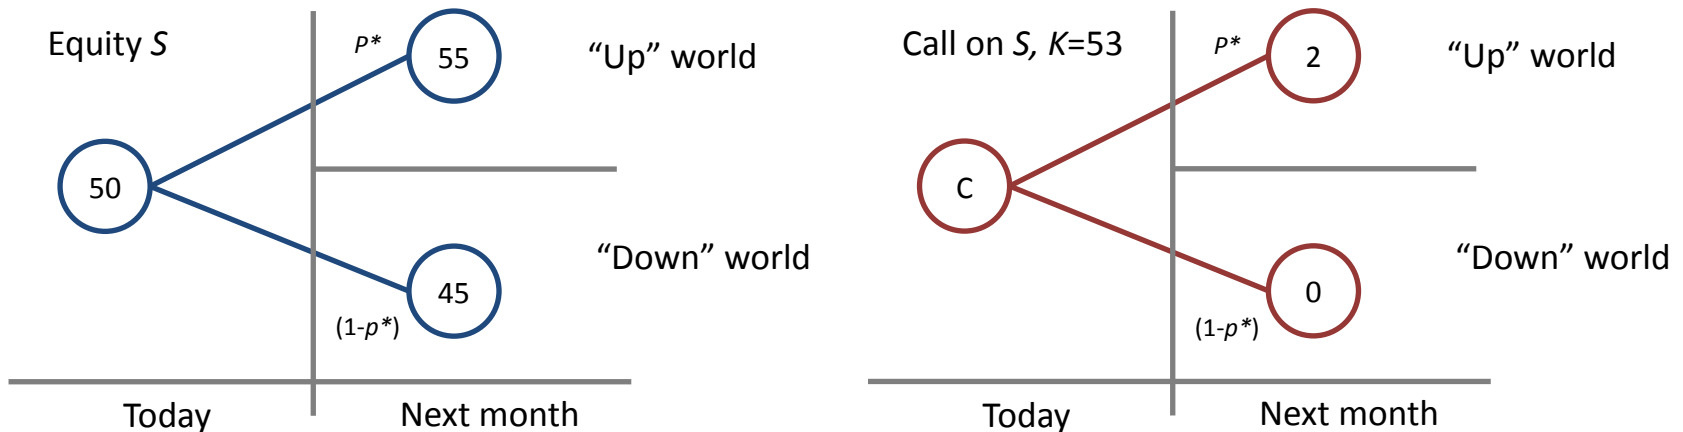 Equity S
P*
55
“Up” world
50
45
“Down” world
(1-p*)
Today
Next month
Call on S, K=53
P*
2
“Up” world
C
0
“Down” world
(1-p*)
Today
Next month